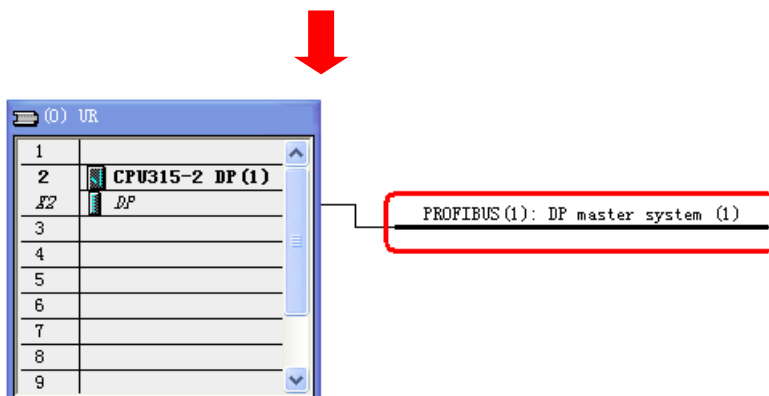 (0) UR
1
2 CPU315-2 DP(1)
X2 DP
3
4
5
6
7
8
9
PROFIBUS(1): DP master system (1)